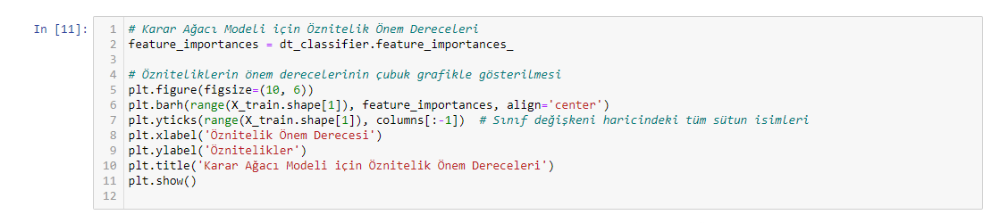 In [11]:
1 # Karar Ağacı Modeli için Öznitelik Önem Dereceleri
2 feature_importances = dt_classifier.feature_importances_
3
4 # Özniteliklerin önem derecelerinin çubuk grafikle gösterilmesi
5 plt.figure(figsize=(10, 6))
6 plt.barh(range(X_train.shape[1]), feature_importances, align='center')
7 plt.yticks(range(X_train.shape[1]), columns[:-1])  # Sınıf değişkeni haricindeki tüm sütun isimleri
8 plt.xlabel('Öznitelik Önem Derecesi')
9 plt.ylabel('Öznitelikler')
10 plt.title('Karar Ağacı Modeli için Öznitelik Önem Dereceleri')
11 plt.show()
12